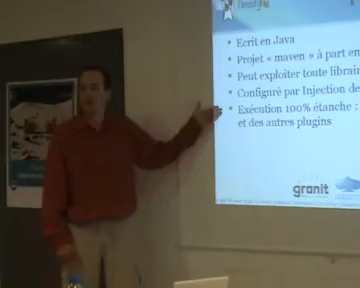 Ecrit en Java
Projet « maven » à part en
Peut exploiter toute librai
Configuré par Injection de
Exécution 100% étanche :
et des autres plugins
granit